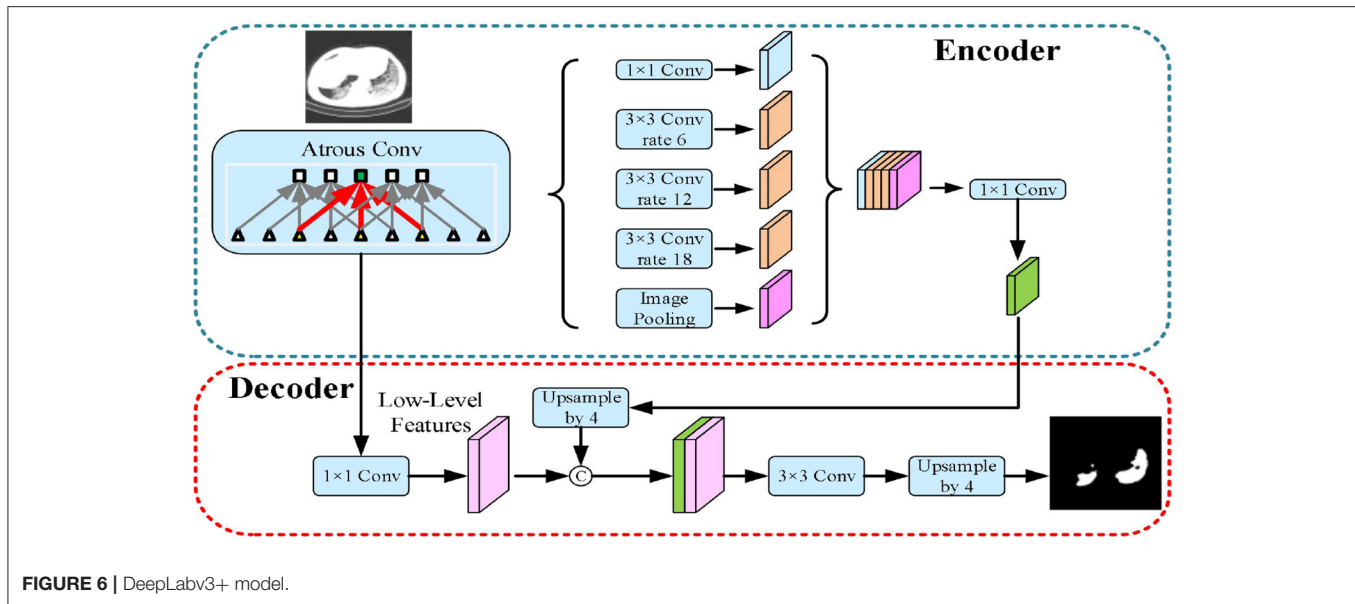 Encoder
Atrous Conv
1×1 Conv
3×3 Conv
rate 6
3×3 Conv
rate 12
3×3 Conv
rate 18
Image
Pooling
1×1 Conv
Decoder
Low-Level
Features
Upsample
by 4
1×1 Conv
C
3×3 Conv
Upsample
by 4
FIGURE 6 | DeepLabv3+ model.